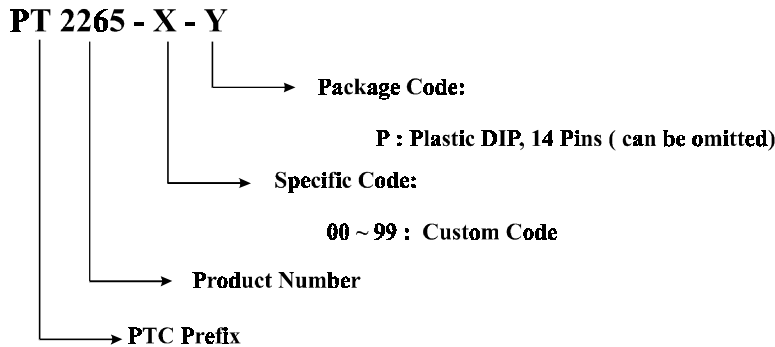 PT 2265 - X - Y
Package Code:
P : Plastic DIP, 14 Pins ( can be omitted)
Specific Code:
00 ~ 99 : Custom Code
Product Number
PTC Prefix